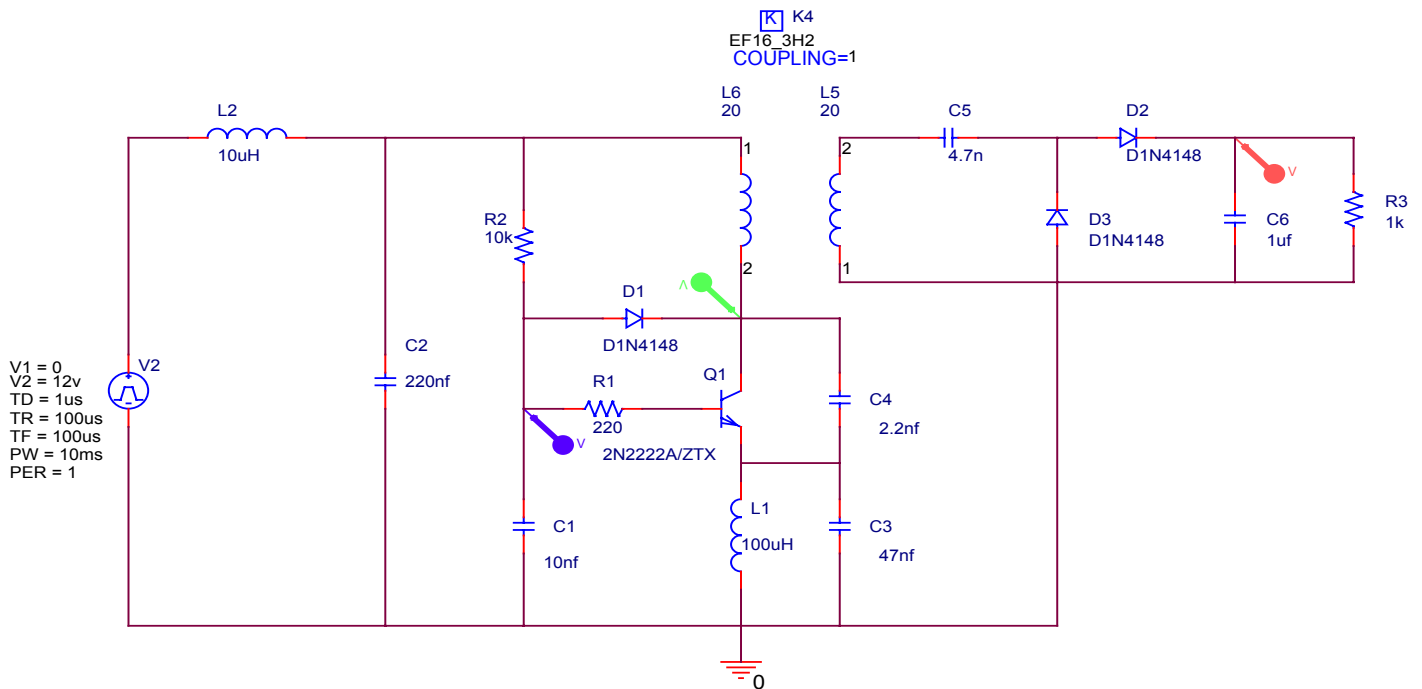 K K4
EF16_3H2
COUPLING=1
L2
10uH
L6
20
L5
20
C5
4.7n
D2
D1N4148
1
2
2
1
V
R2
10k
D3
D1N4148
C6
1uf
R3
1k
V
D1
D1N4148
V1 = 0
V2 = 12v
TD = 1us
TR = 100us
TF = 100us
PW = 10ms
PER = 1
V2
C2
220nf
R1
220
Q1
2N2222A/ZTX
V
C4
2.2nf
C1
10nf
L1
100uH
C3
47nf
0